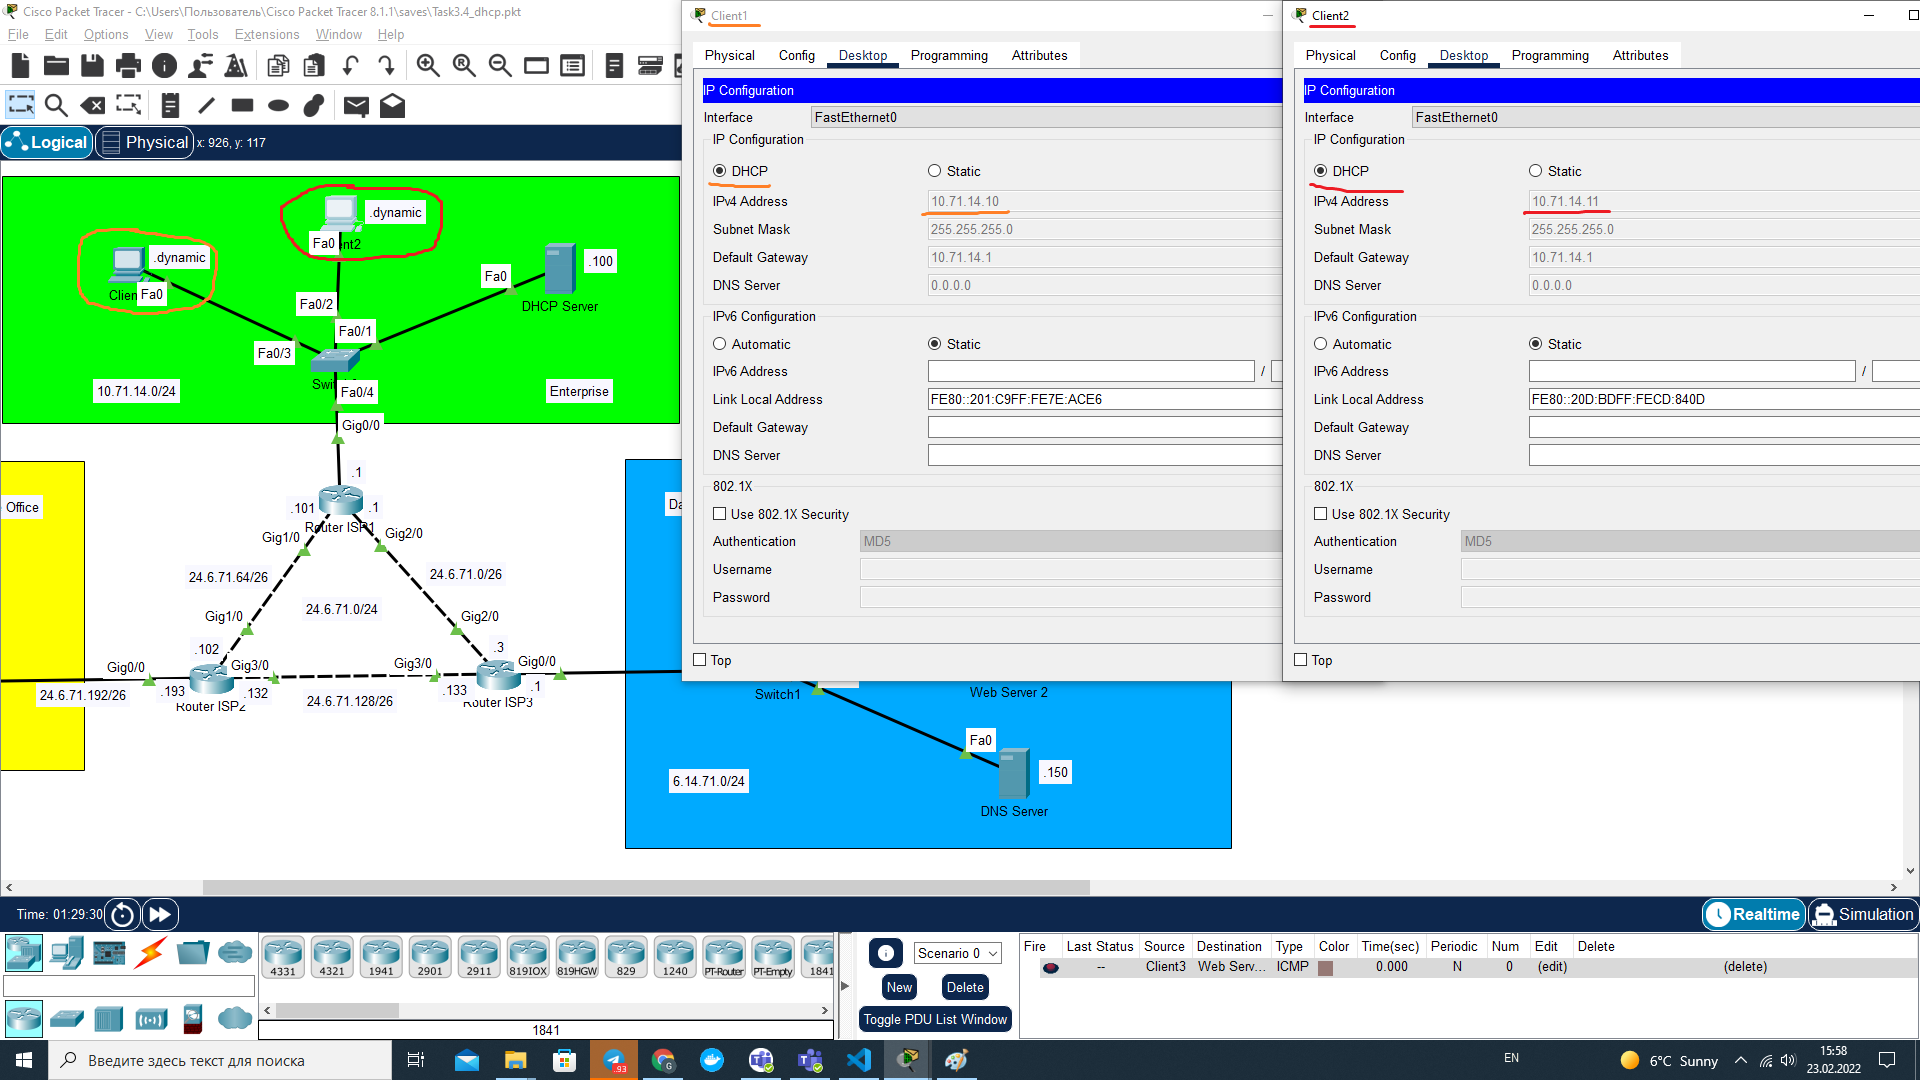 Cisco Packet Tracer - C:\Users\Пользователь\Cisco Packet Tracer 8.1.1\saves\Task3.4_dhcp.pkt
File Edit Options View Tools Extensions Window Help
Logical Physical x: 926, y: 117
.dynamic
Fa0
.dynamic
Fa0
Fa0
.100
DHCP Server
Fa0/2
Fa0/1
Fa0/3
Fa0/4
10.71.14.0/24
Enterprise
Gig0/0
.1
Office
.101
.1
Router ISP1
Gig1/0
Gig2/0
24.6.71.64/26
24.6.71.0/26
24.6.71.0/24
Gig1/0
Gig2/0
.102
.3
Gig0/0
Gig3/0
Gig3/0
Gig0/0
24.6.71.192/26
.193
.132
.133
.1
Router ISP2
24.6.71.128/26
Router ISP3
Switch1
Web Server 2
Fa0
.150
6.14.71.0/24
DNS Server
Client1
Physical Config Desktop Programming Attributes
IP Configuration
Interface FastEthernet0
IP Configuration
DHCP Static
IPv4 Address 10.71.14.10
Subnet Mask 255.255.255.0
Default Gateway 10.71.14.1
DNS Server 0.0.0.0
IPv6 Configuration
Automatic Static
IPv6 Address /
Link Local Address FE80::201:C9FF:FE7E:ACE6
Default Gateway
DNS Server
802.1X
Use 802.1X Security
Authentication MD5
Username
Password
Top
Client2
Physical Config Desktop Programming Attributes
IP Configuration
Interface FastEthernet0
IP Configuration
DHCP Static
IPv4 Address 10.71.14.11
Subnet Mask 255.255.255.0
Default Gateway 10.71.14.1
DNS Server 0.0.0.0
IPv6 Configuration
Automatic Static
IPv6 Address /
Link Local Address FE80::20D:BDFF:FECD:840D
Default Gateway
DNS Server
802.1X
Use 802.1X Security
Authentication MD5
Username
Password
Top
Time: 01:29:30
Realtime Simulation
4331 4321 1941 2901 2911 819IOX 819HGW 829 1240 PT-Router PT-Empty 1841
1841
Scenario 0
New Delete
Toggle PDU List Window
Fire Last Status Source Destination Type Color Time(sec) Periodic Num Edit Delete
-- Client3 Web Serv... ICMP 0.000 N 0 (edit) (delete)
Введите здесь текст для поиска
.93
EN
6°C Sunny
15:58
23.02.2022